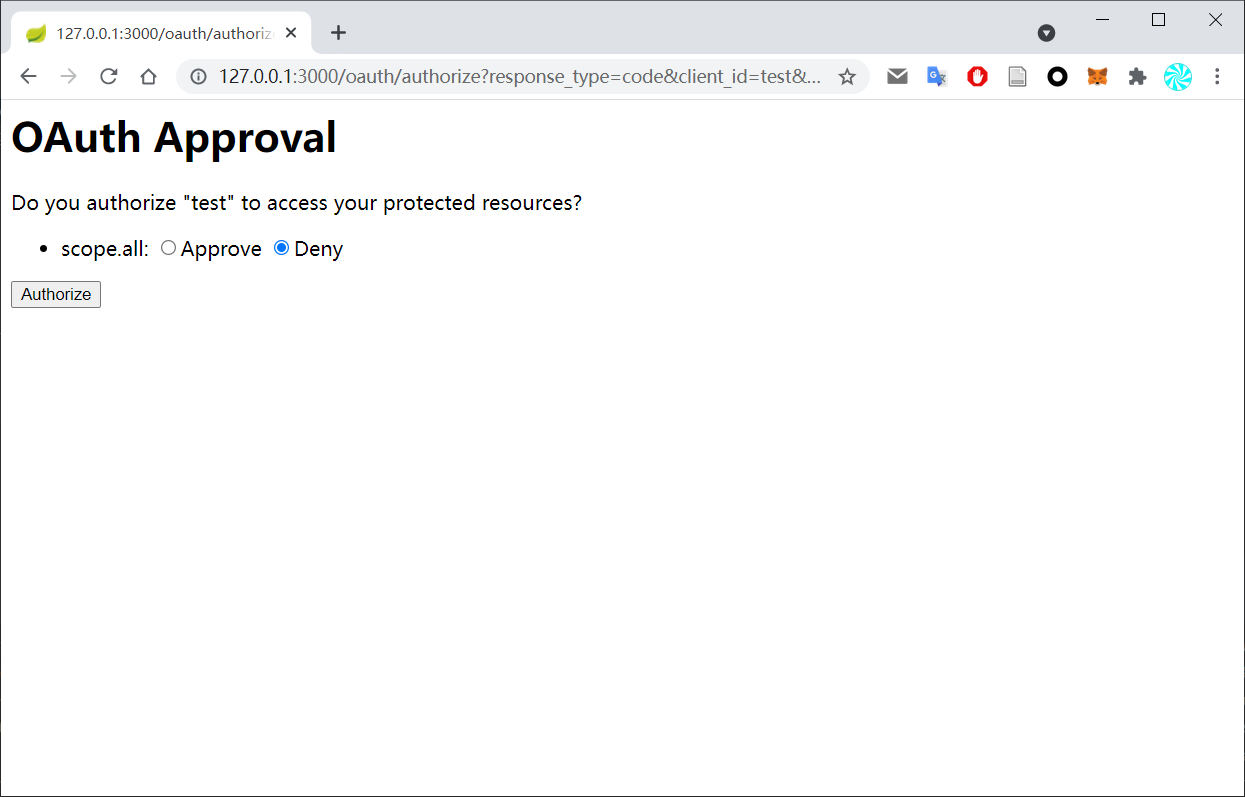 127.0.0.1:3000/oauth/authoriz
127.0.0.1:3000/oauth/authorize?response_type=code&client_id=test&...
OAuth Approval
Do you authorize "test" to access your protected resources?
• scope.all: Approve Deny
Authorize